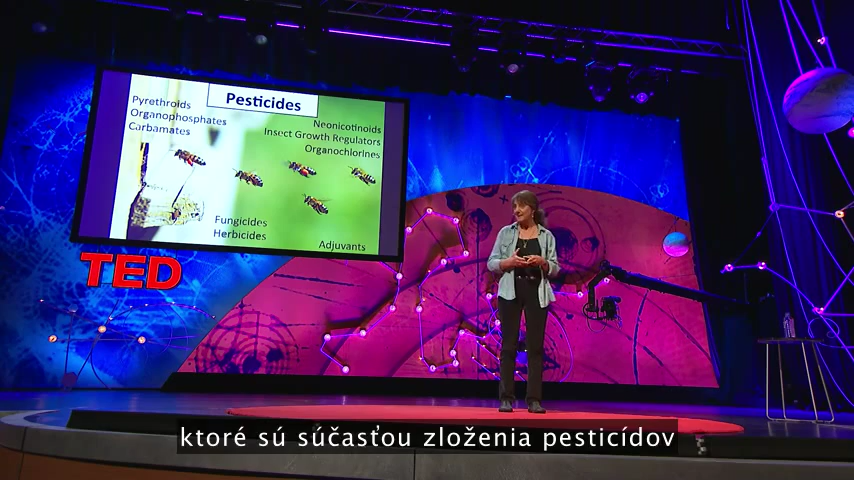 Pesticides
Pyrethroids
Organophosphates
Carbamates
Neonicotinoids
Insect Growth Regulators
Organochlorines
Fungicides
Herbicides
Adjuvants
TED
ktoré sú súčasťou zloženia pesticídov